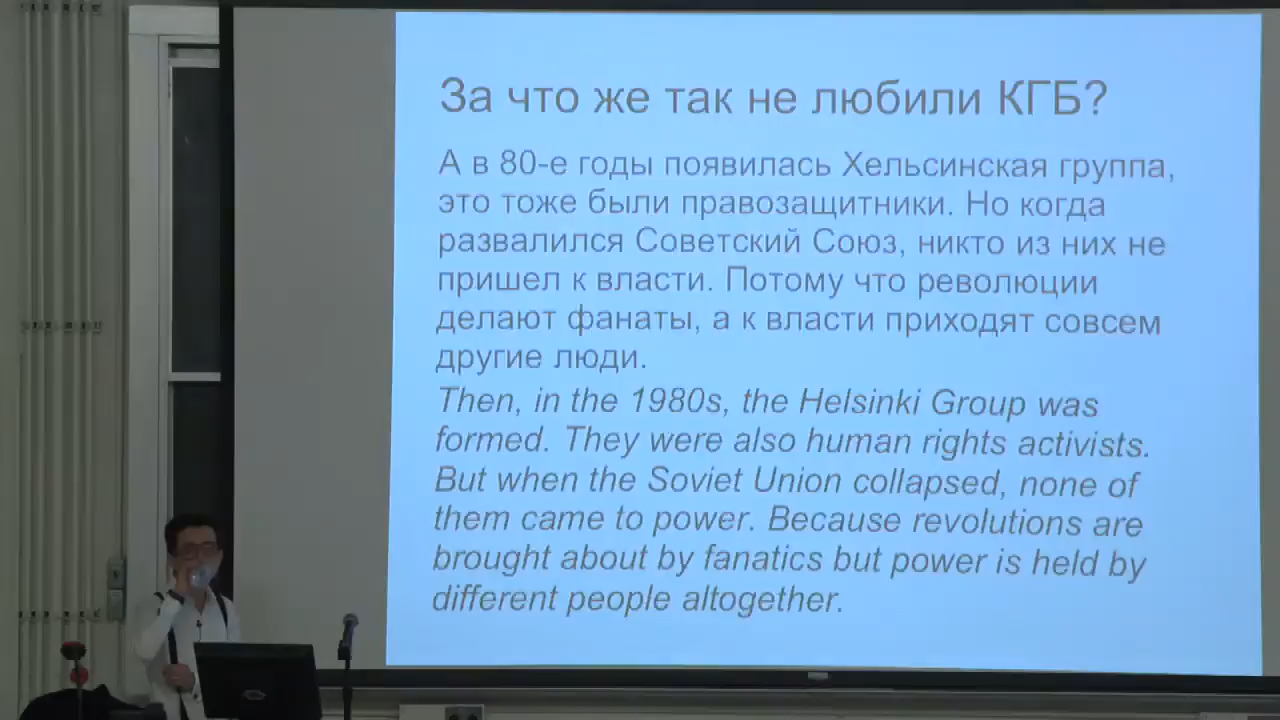 За что же так не любили КГБ?
А в 80-е годы появилась Хельсинская группа,
это тоже были правозащитники. Но когда
развалился Советский Союз, никто из них не
пришел к власти. Потому что революции
делают фанаты, а к власти приходят совсем
другие люди.
Then, in the 1980s, the Helsinki Group was
formed. They were also human rights activists.
But when the Soviet Union collapsed, none of
them came to power. Because revolutions are
brought about by fanatics but power is held by
different people altogether.